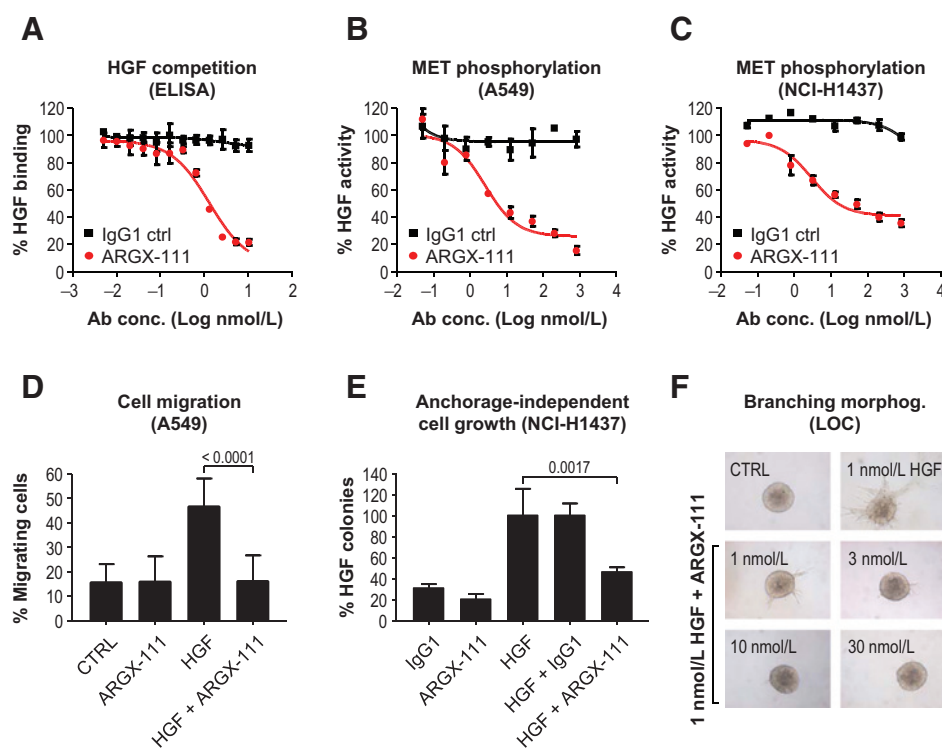 A
HGF competition
(ELISA)
% HGF binding
120
100
80
60
40
20
0
IgG1 ctrl
ARGX-111
–3 –2 –1 0 1 2
Ab conc. (Log nmol/L)
B
MET phosphorylation
(A549)
% HGF activity
120
100
80
60
40
20
0
IgG1 ctrl
ARGX-111
–2 –1 0 1 2 3 4
Ab conc. (Log nmol/L)
C
MET phosphorylation
(NCI-H1437)
% HGF activity
120
100
80
60
40
20
0
IgG1 ctrl
ARGX-111
–2 –1 0 1 2 3 4
Ab conc. (Log nmol/L)
D
Cell migration
(A549)
% Migrating cells
60
50
40
30
20
10
0
< 0.0001
CTRL
ARGX-111
HGF
HGF + ARGX-111
E
Anchorage-independent
cell growth (NCI-H1437)
% HGF colonies
140
120
100
80
60
40
20
0
0.0017
IgG1
ARGX-111
HGF
HGF + IgG1
HGF + ARGX-111
F
Branching morphog.
(LOC)
CTRL
1 nmol/L HGF
1 nmol/L HGF + ARGX-111
1 nmol/L
3 nmol/L
10 nmol/L
30 nmol/L